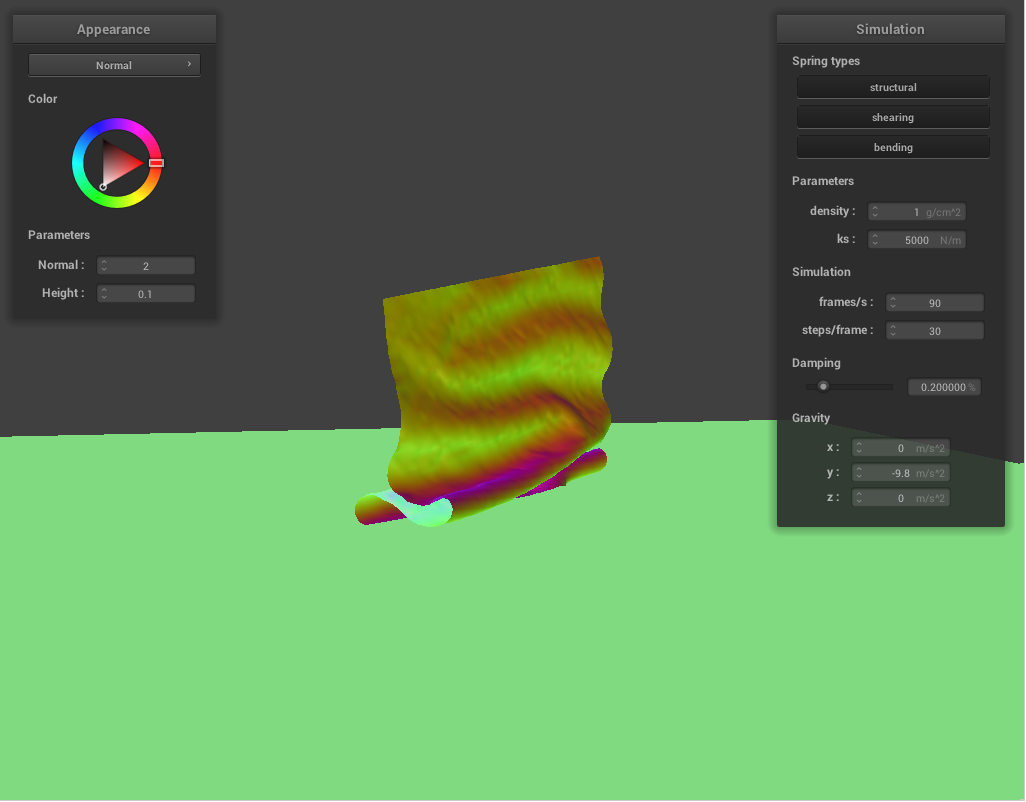 Appearance
Normal
Color
Parameters
Normal : 2
Height : 0.1
Simulation
Spring types
structural
shearing
bending
Parameters
density : 1 g/cm^2
ks : 5000 N/m
Simulation
frames/s : 90
steps/frame : 30
Damping
0.200000 %
Gravity
x : 0 m/s^2
y : -9.8 m/s^2
z : 0 m/s^2